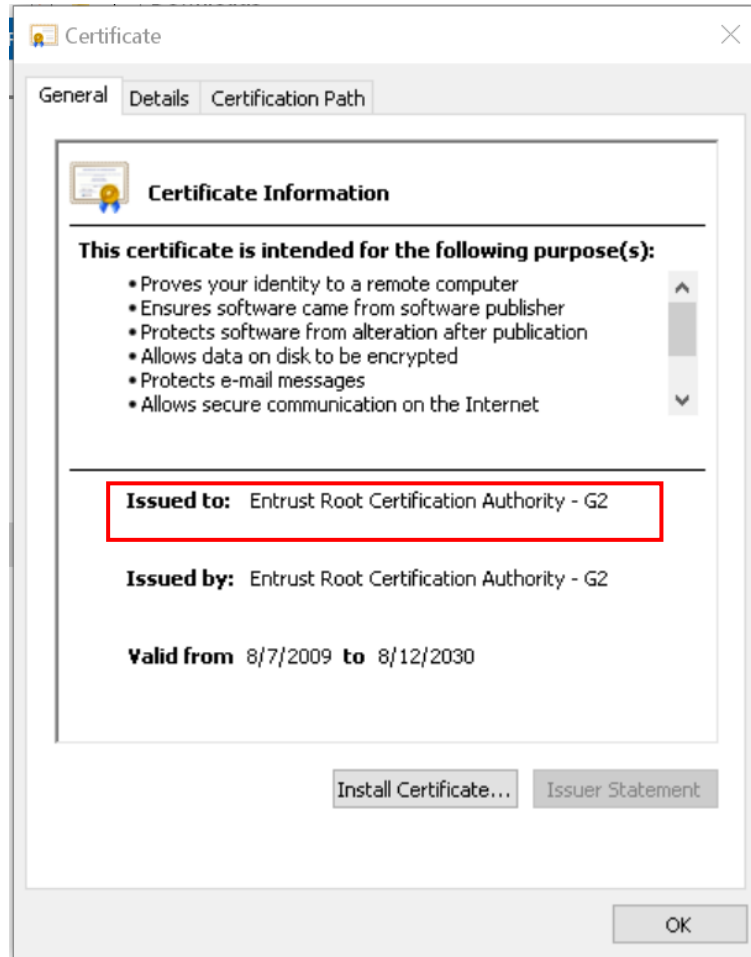 Certificate
General Details Certification Path
Certificate Information
This certificate is intended for the following purpose(s):
• Proves your identity to a remote computer
• Ensures software came from software publisher
• Protects software from alteration after publication
• Allows data on disk to be encrypted
• Protects e-mail messages
• Allows secure communication on the Internet
Issued to: Entrust Root Certification Authority - G2
Issued by: Entrust Root Certification Authority - G2
Valid from 8/7/2009 to 8/12/2030
Install Certificate... Issuer Statement
OK